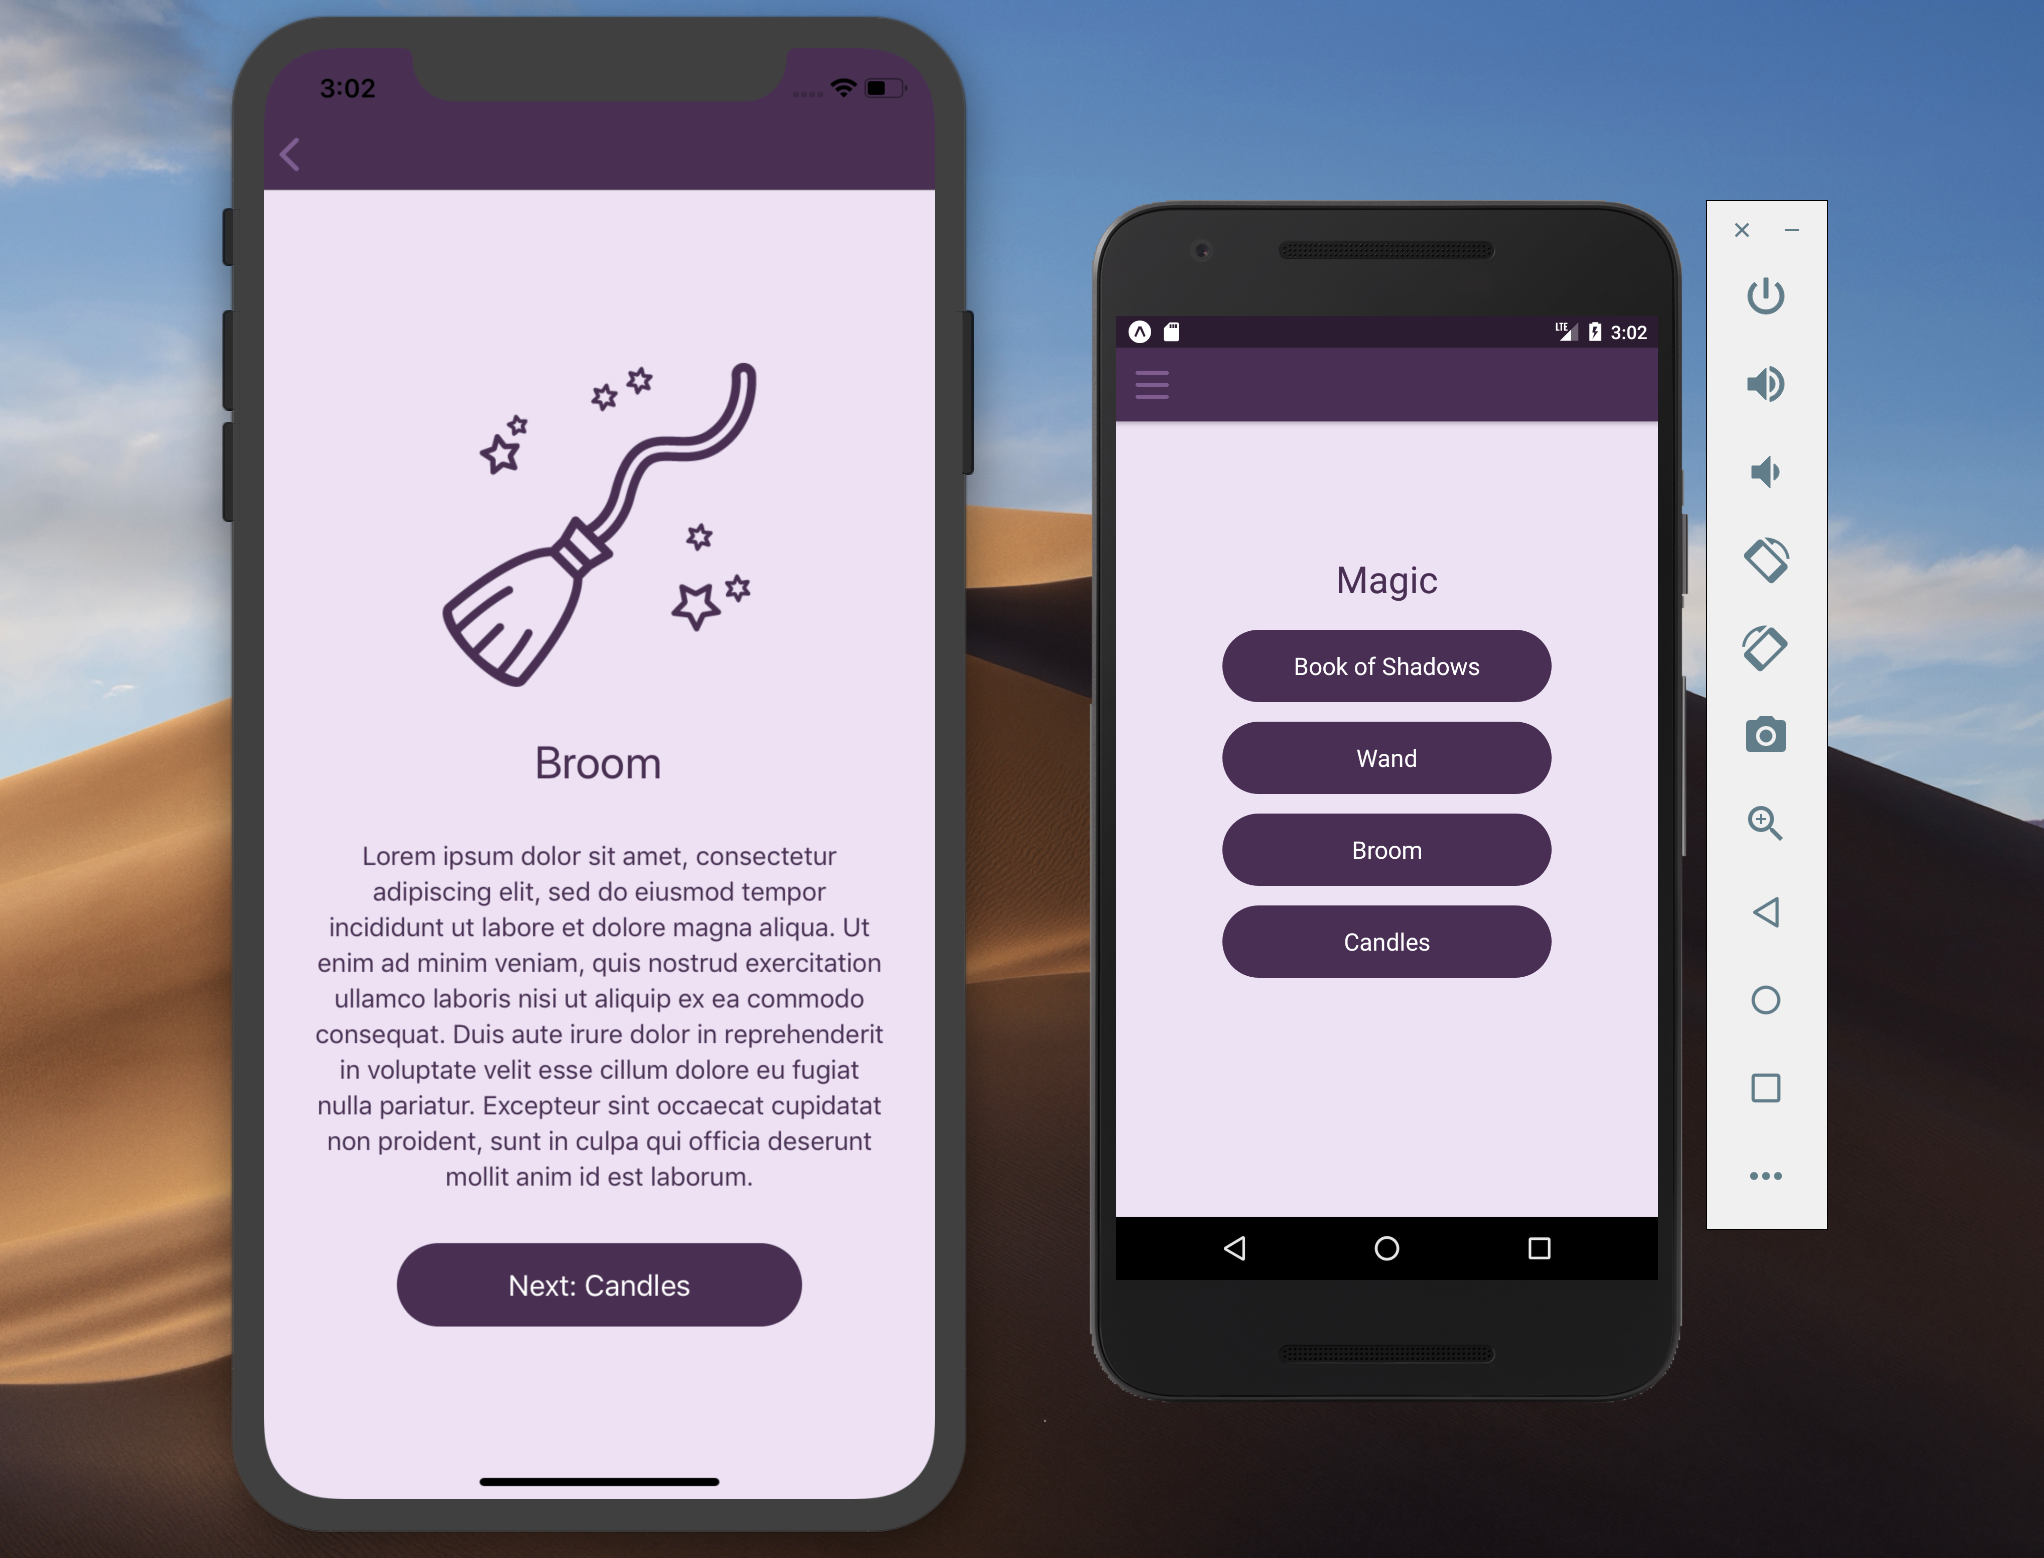 3:02
Broom
Lorem ipsum dolor sit amet, consectetur
adipiscing elit, sed do eiusmod tempor
incididunt ut labore et dolore magna aliqua. Ut
enim ad minim veniam, quis nostrud exercitation
ullamco laboris nisi ut aliquip ex ea commodo
consequat. Duis aute irure dolor in reprehenderit
in voluptate velit esse cillum dolore eu fugiat
nulla pariatur. Excepteur sint occaecat cupidatat
non proident, sunt in culpa qui officia deserunt
mollit anim id est laborum.
Next: Candles
LTE 3:02
Magic
Book of Shadows
Wand
Broom
Candles